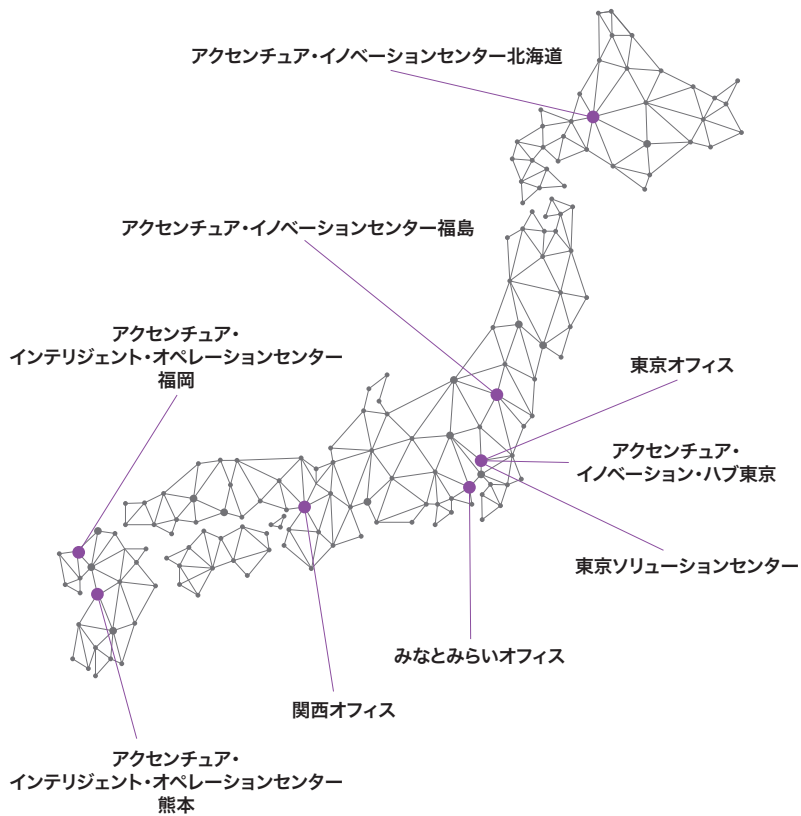 アクセンチュア・イノベーションセンター北海道
アクセンチュア・イノベーションセンター福島
アクセンチュア・
インテリジェント・オペレーションセンター
福岡
東京オフィス
アクセンチュア・
イノベーション・ハブ東京
東京ソリューションセンター
みなとみらいオフィス
関西オフィス
アクセンチュア・
インテリジェント・オペレーションセンター
熊本